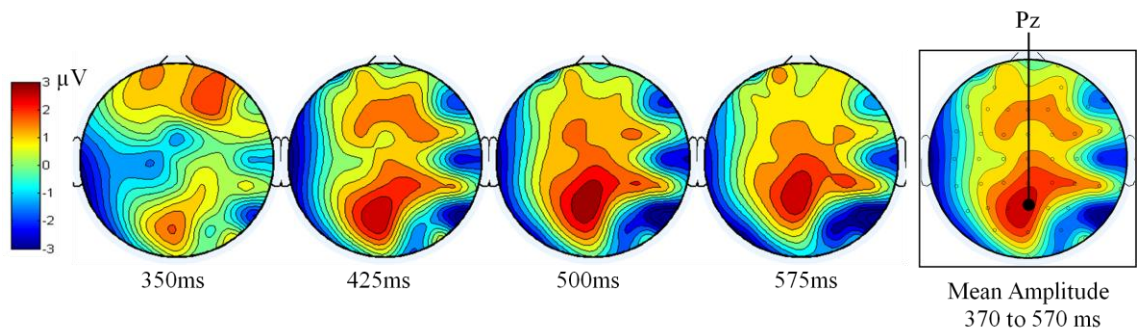 Pz
µV
3
2
1
0
-1
-2
-3
350ms
425ms
500ms
575ms
Mean Amplitude
370 to 570 ms